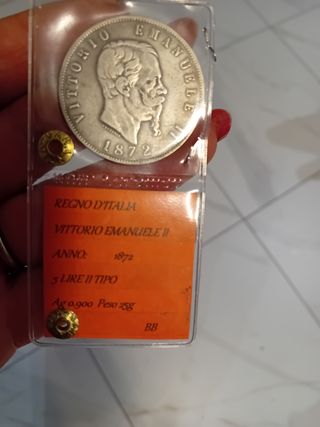 VITTORIO EMANUELE II
1872
REGNO D'ITALIA
VITTORIO EMANUELE II
ANNO: 1872
5 LIRE II TIPO
Ag 0.900 Peso 25g
BB